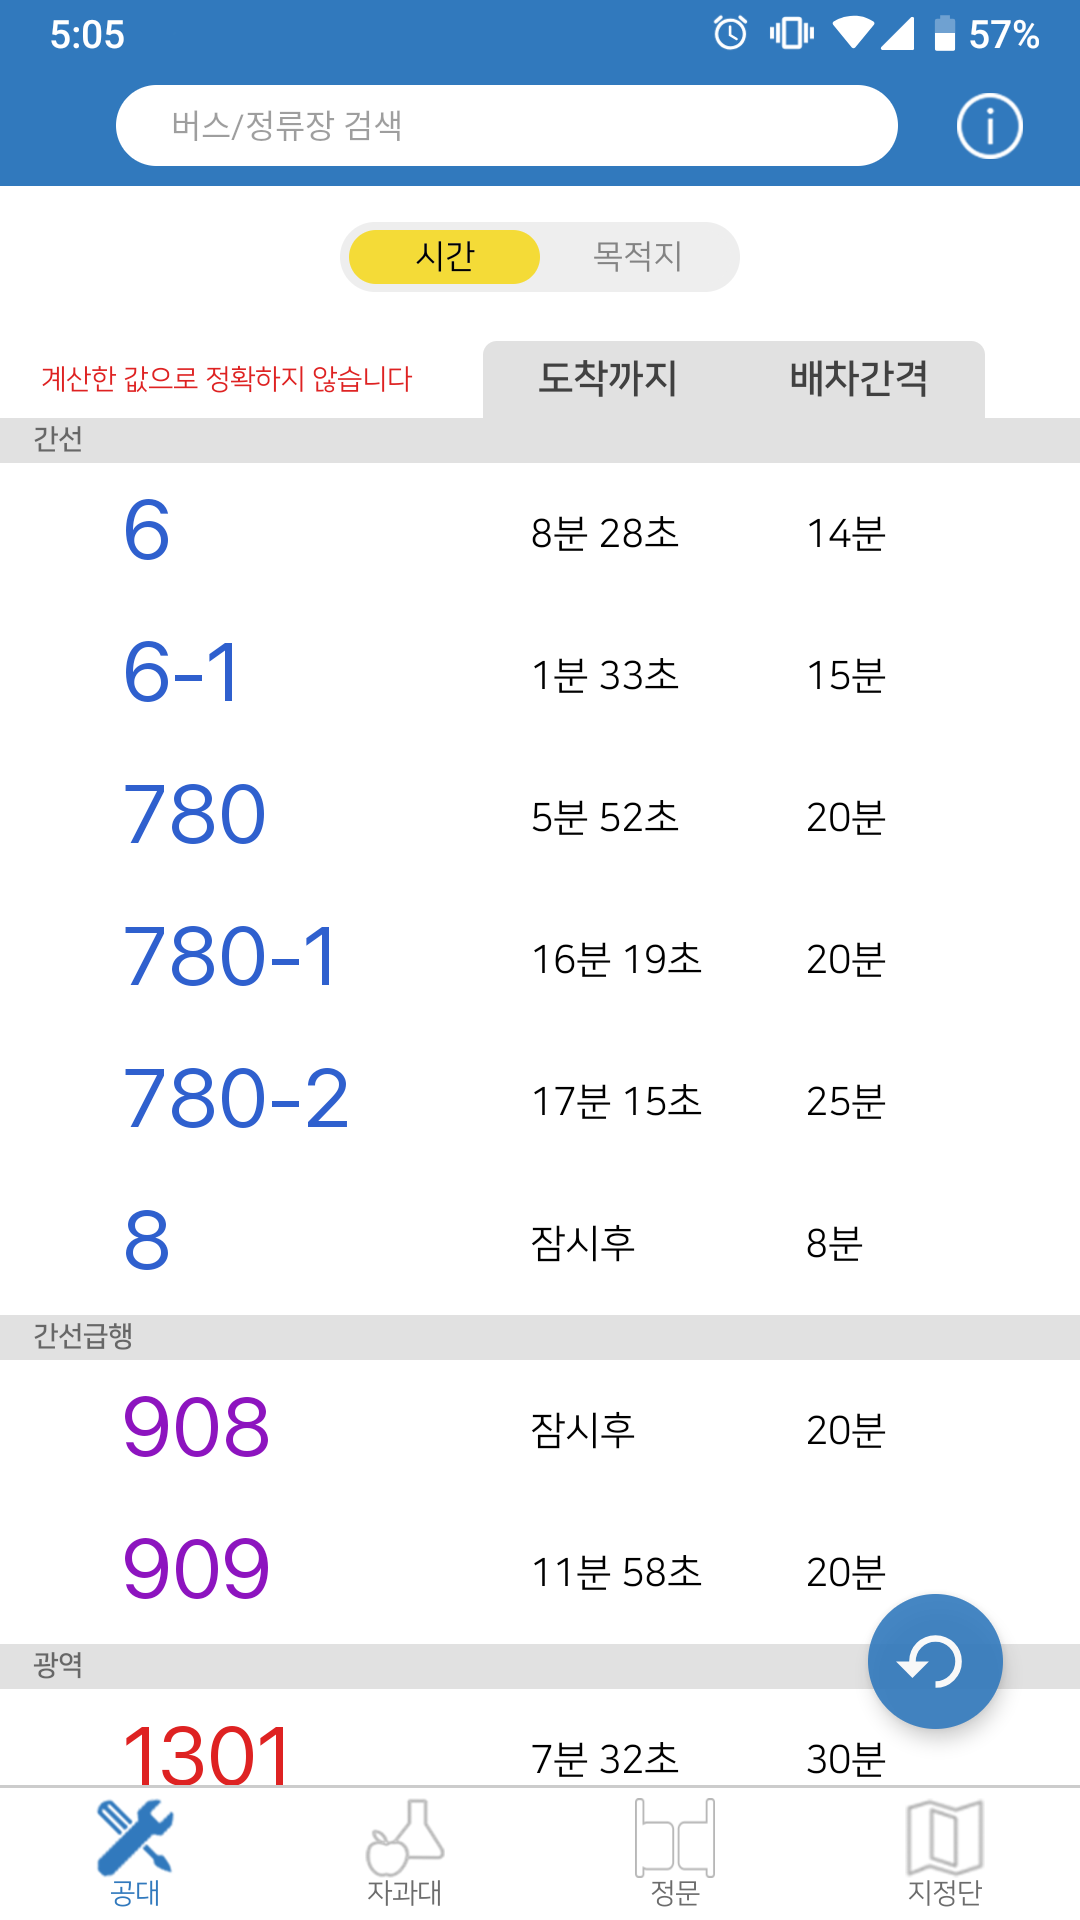 5:05 57%
버스/정류장 검색
시간 목적지
계산한 값으로 정확하지 않습니다 도착까지 배차간격
간선
6 8분 28초 14분
6-1 1분 33초 15분
780 5분 52초 20분
780-1 16분 19초 20분
780-2 17분 15초 25분
8 잠시후 8분
간선급행
908 잠시후 20분
909 11분 58초 20분
광역
1301 7분 32초 30분
공대 자과대 정문 지정단